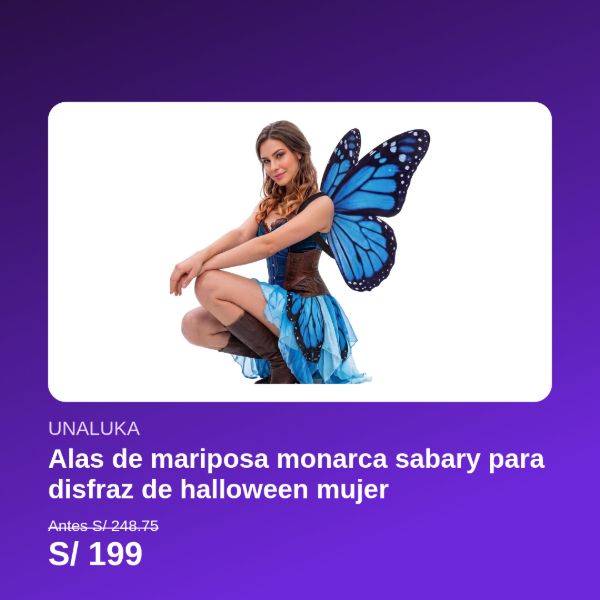 UNALUKA
Alas de mariposa monarca sabary para
disfraz de halloween mujer
Antes S/ 248.75
S/ 199